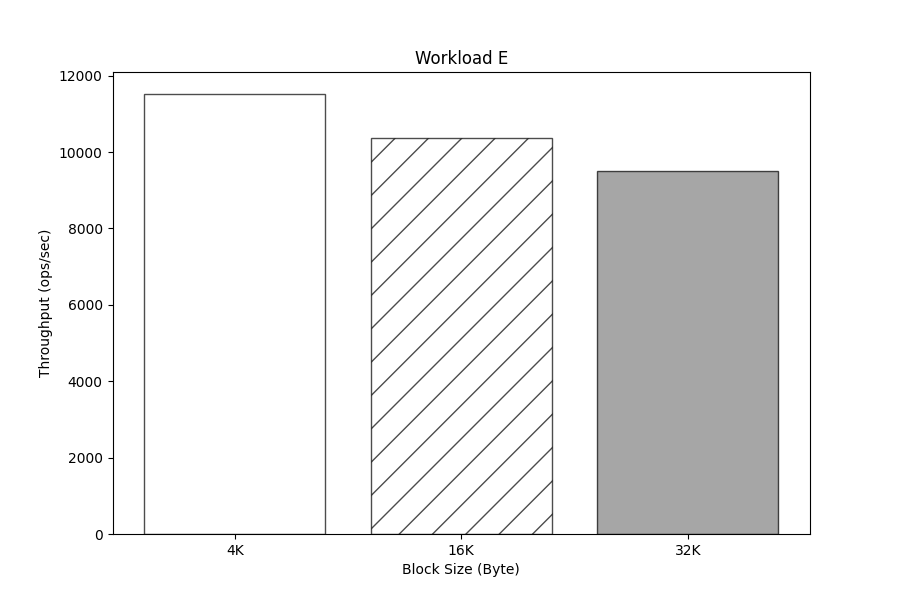 Workload E
12000
10000
8000
6000
4000
2000
0
Throughput (ops/sec)
4K
16K
32K
Block Size (Byte)